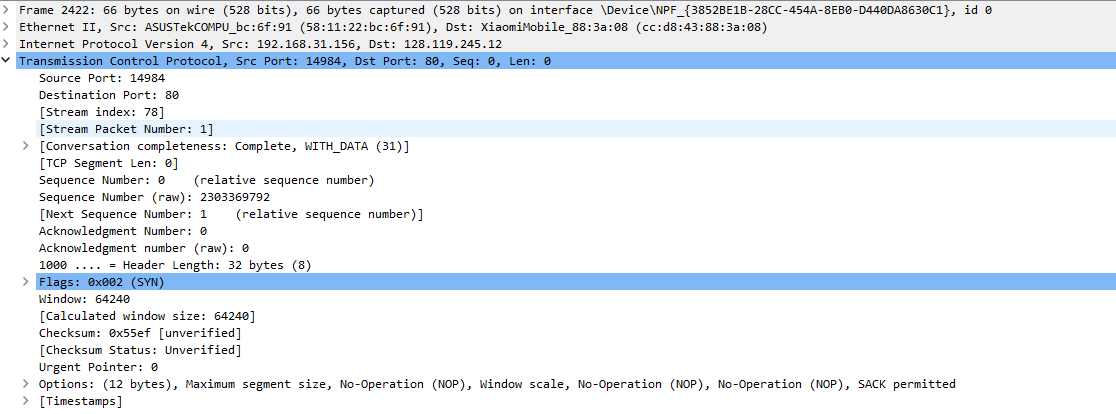 Frame 2422: 66 bytes on wire (528 bits), 66 bytes captured (528 bits) on interface \Device\NPF_{3852BE1B-28CC-454A-8EB0-D440DA8630C1}, id 0
Ethernet II, Src: ASUSTekCOMPU_bc:6f:91 (58:11:22:bc:6f:91), Dst: XiaomiMobile_88:3a:08 (cc:d8:43:88:3a:08)
Internet Protocol Version 4, Src: 192.168.31.156, Dst: 128.119.245.12
Transmission Control Protocol, Src Port: 14984, Dst Port: 80, Seq: 0, Len: 0
Source Port: 14984
Destination Port: 80
[Stream index: 78]
[Stream Packet Number: 1]
[Conversation completeness: Complete, WITH_DATA (31)]
[TCP Segment Len: 0]
Sequence Number: 0    (relative sequence number)
Sequence Number (raw): 2303369792
[Next Sequence Number: 1    (relative sequence number)]
Acknowledgment Number: 0
Acknowledgment number (raw): 0
1000 .... = Header Length: 32 bytes (8)
Flags: 0x002 (SYN)
Window: 64240
[Calculated window size: 64240]
Checksum: 0x55ef [unverified]
[Checksum Status: Unverified]
Urgent Pointer: 0
Options: (12 bytes), Maximum segment size, No-Operation (NOP), Window scale, No-Operation (NOP), No-Operation (NOP), SACK permitted
[Timestamps]